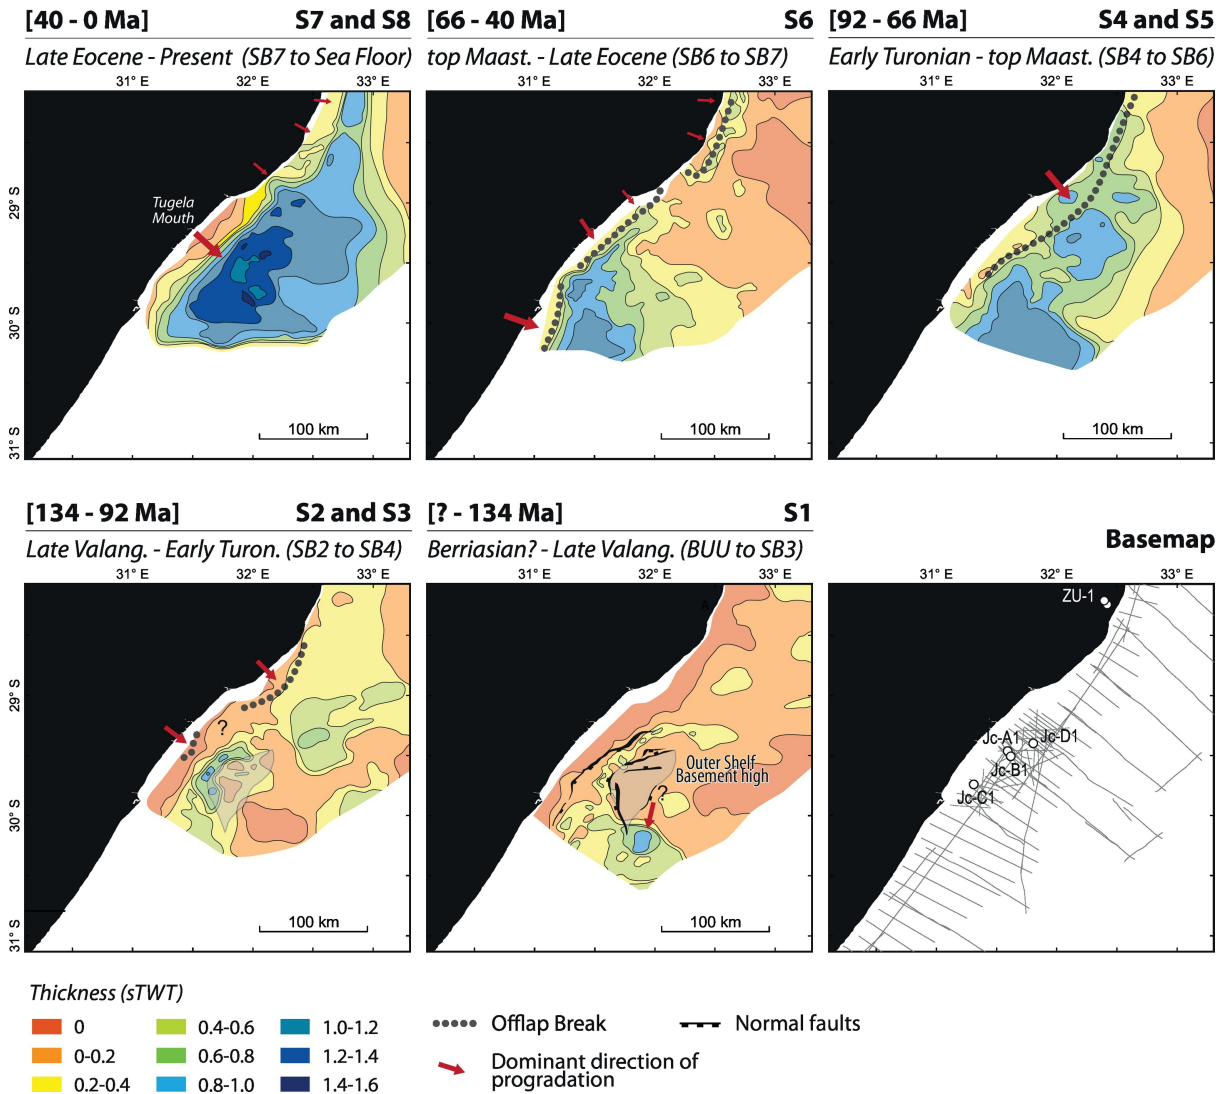 [40 - 0 Ma] S7 and S8
Late Eocene - Present (SB7 to Sea Floor)
31° E 32° E 33° E
29° S
30° S
31° S
Tugela
Mouth
100 km
[66 - 40 Ma] S6
top Maast. - Late Eocene (SB6 to SB7)
31° E 32° E 33° E
100 km
[92 - 66 Ma] S4 and S5
Early Turonian - top Maast. (SB4 to SB6)
31° E 32° E 33° E
100 km
[134 - 92 Ma] S2 and S3
Late Valang. - Early Turon. (SB2 to SB4)
31° E 32° E 33° E
29° S
30° S
31° S
?
100 km
[? - 134 Ma] S1
Berriasian? - Late Valang. (BUU to SB3)
31° E 32° E 33° E
A
Outer Shelf
Basement high
?
100 km
Basemap
31° E 32° E 33° E
ZU-1
Jc-A1
Jc-D1
Jc-B1
Jc-C1
Thickness (sTWT)
0
0-0.2
0.2-0.4
0.4-0.6
0.6-0.8
0.8-1.0
1.0-1.2
1.2-1.4
1.4-1.6
Offlap Break
Normal faults
Dominant direction of
progradation